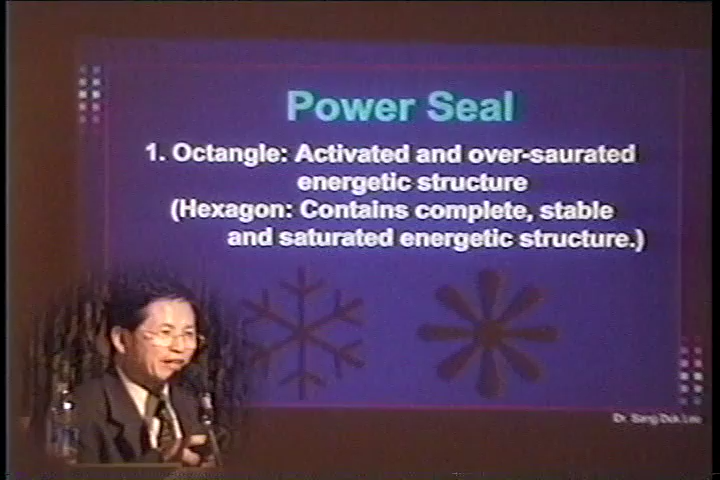 Power Seal
1. Octangle: Activated and over-saurated
energetic structure
(Hexagon: Contains complete, stable
and saturated energetic structure.)
Dr. Sang Duk Lee